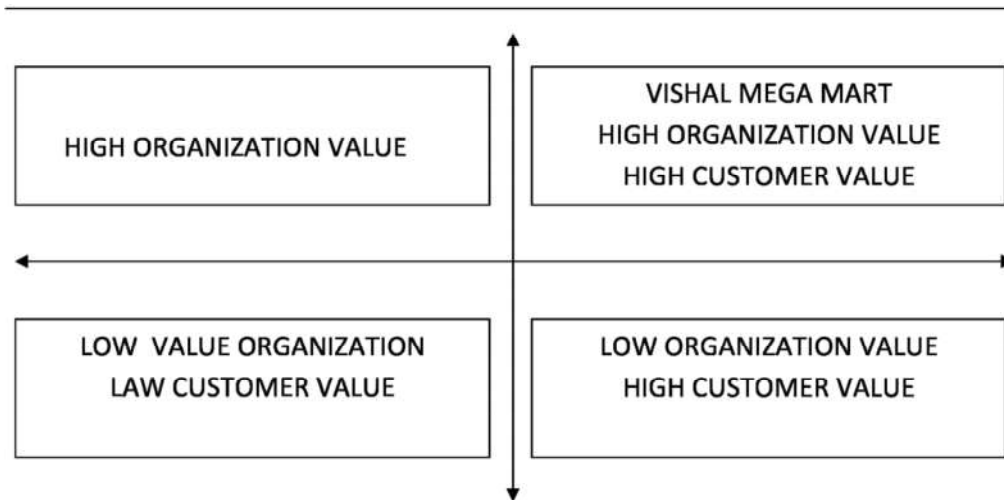 HIGH ORGANIZATION VALUE
VISHAL MEGA MART
HIGH ORGANIZATION VALUE
HIGH CUSTOMER VALUE
LOW VALUE ORGANIZATION
LAW CUSTOMER VALUE
LOW ORGANIZATION VALUE
HIGH CUSTOMER VALUE